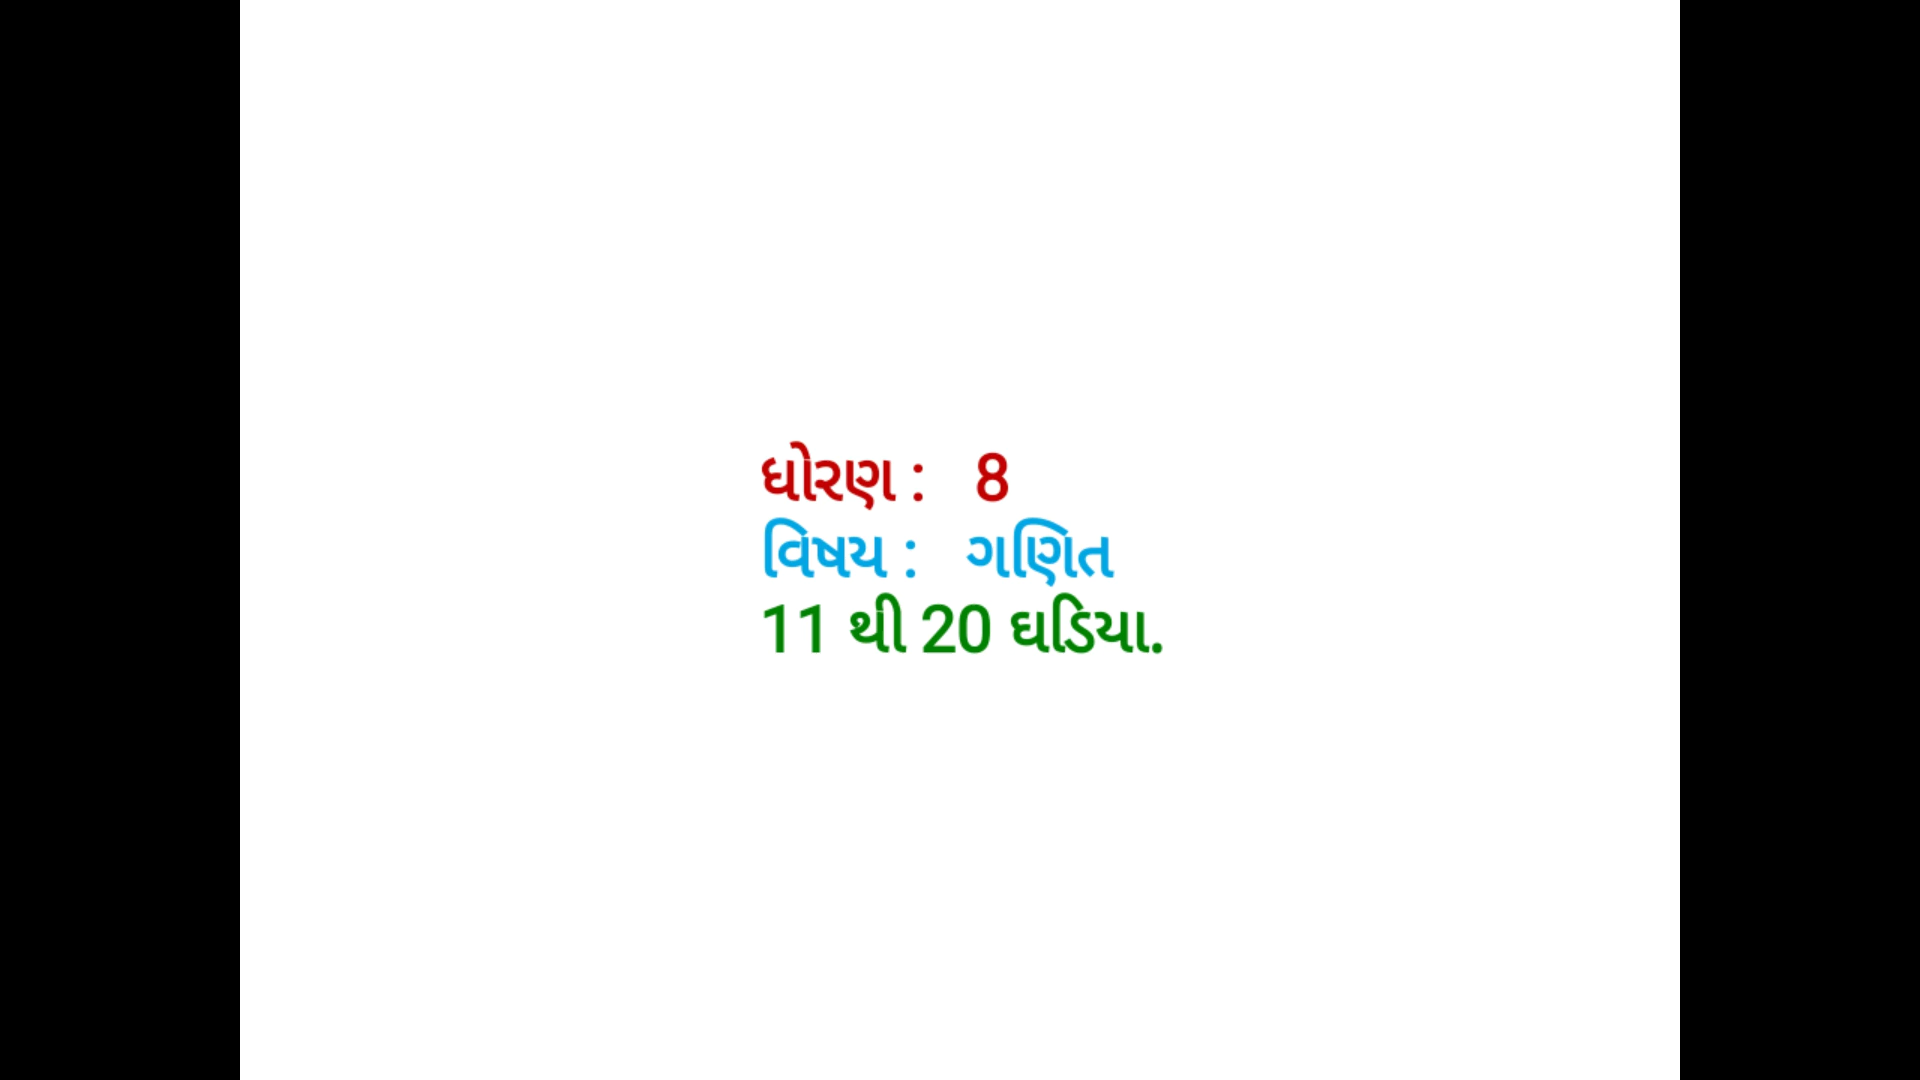 ધોરણ : 8
વિષય : ગણિત
11 થી 20 ઘડિયા.